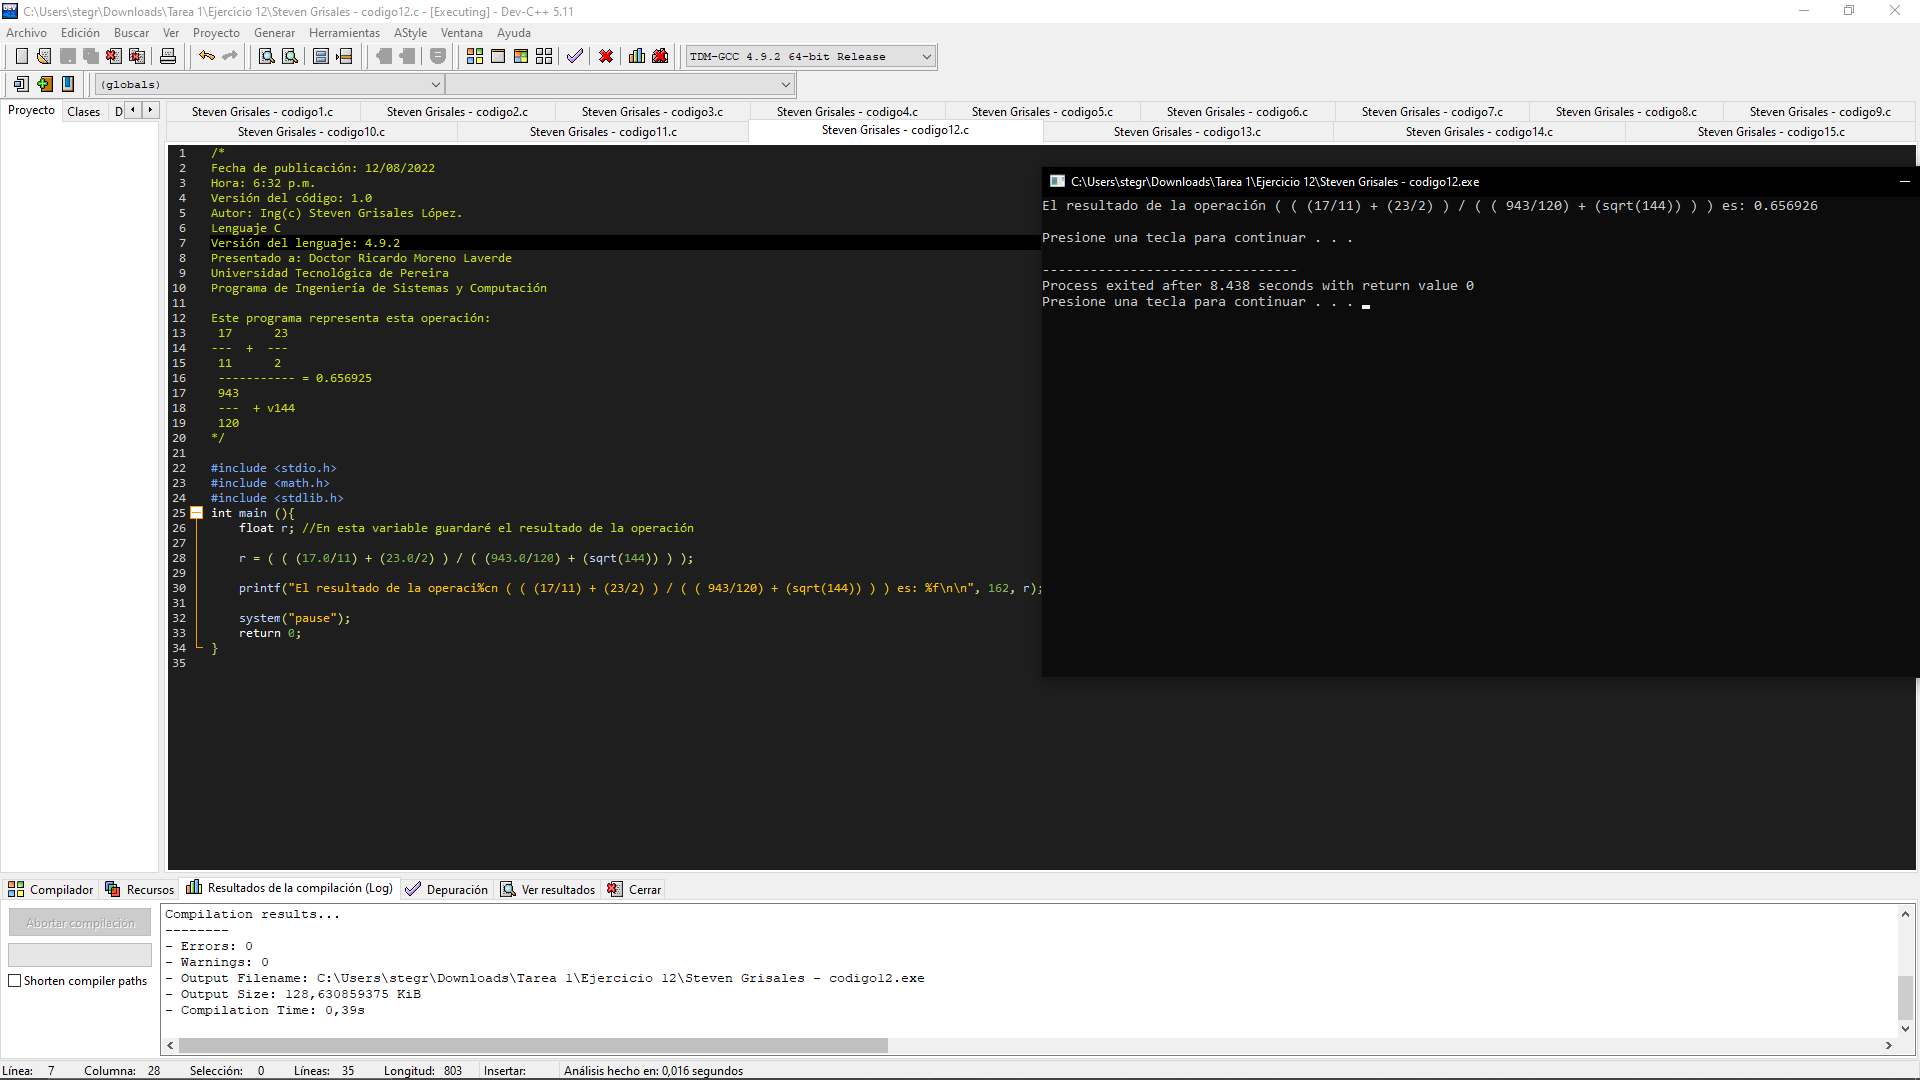 C:\Users\stegr\Downloads\Tarea 1\Ejercicio 12\Steven Grisales - codigo12.c - [Executing] - Dev-C++ 5.11
Archivo Edición Buscar Ver Proyecto Generar Herramientas AStyle Ventana Ayuda
TDM-GCC 4.9.2 64-bit Release
(globals)
Proyecto Clases D
Steven Grisales - codigo1.c Steven Grisales - codigo2.c Steven Grisales - codigo3.c Steven Grisales - codigo4.c Steven Grisales - codigo5.c Steven Grisales - codigo6.c Steven Grisales - codigo7.c Steven Grisales - codigo8.c Steven Grisales - codigo9.c
Steven Grisales - codigo10.c Steven Grisales - codigo11.c Steven Grisales - codigo12.c Steven Grisales - codigo13.c Steven Grisales - codigo14.c Steven Grisales - codigo15.c
1 /*
2 Fecha de publicación: 12/08/2022
3 Hora: 6:32 p.m.
4 Versión del código: 1.0
5 Autor: Ing(c) Steven Grisales López.
6 Lenguaje C
7 Versión del lenguaje: 4.9.2
8 Presentado a: Doctor Ricardo Moreno Laverde
9 Universidad Tecnológica de Pereira
10 Programa de Ingeniería de Sistemas y Computación
11
12 Este programa representa esta operación:
13  17      23
14 ---  +  ---
15  11      2
16  ----------- = 0.656925
17  943
18  ---  + v144
19  120
20 */
21
22 #include <stdio.h>
23 #include <math.h>
24 #include <stdlib.h>
25 int main (){
26     float r; //En esta variable guardaré el resultado de la operación
27
28     r = ( ( (17.0/11) + (23.0/2) ) / ( (943.0/120) + (sqrt(144)) ) );
29
30     printf("El resultado de la operaci%cn ( ( (17/11) + (23/2) ) / ( ( 943/120) + (sqrt(144)) ) ) es: %f\n\n", 162, r);
31
32     system("pause");
33     return 0;
34 }
35
C:\Users\stegr\Downloads\Tarea 1\Ejercicio 12\Steven Grisales - codigo12.exe
El resultado de la operación ( ( (17/11) + (23/2) ) / ( ( 943/120) + (sqrt(144)) ) ) es: 0.656926
Presione una tecla para continuar . . .
--------------------------------
Process exited after 8.438 seconds with return value 0
Presione una tecla para continuar . . .
Compilador Recursos Resultados de la compilación (Log) Depuración Ver resultados Cerrar
Abortar compilación
Shorten compiler paths
Compilation results...
--------
- Errors: 0
- Warnings: 0
- Output Filename: C:\Users\stegr\Downloads\Tarea 1\Ejercicio 12\Steven Grisales - codigo12.exe
- Output Size: 128,630859375 KiB
- Compilation Time: 0,39s
Línea: 7 Columna: 28 Selección: 0 Líneas: 35 Longitud: 803 Insertar: Análisis hecho en: 0,016 segundos